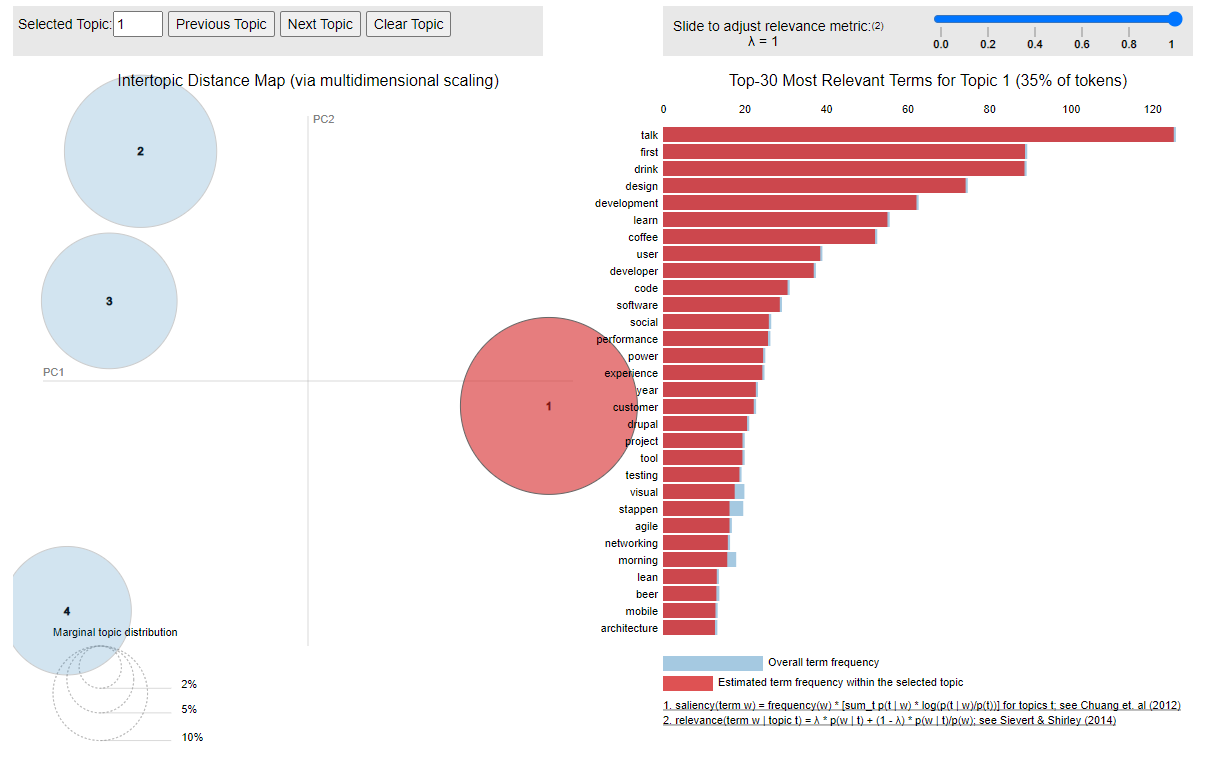 Selected Topic: 1 Previous Topic Next Topic Clear Topic
Slide to adjust relevance metric:(2)
λ = 1
0.0 0.2 0.4 0.6 0.8 1
Intertopic Distance Map (via multidimensional scaling)
PC2
PC1
2
3
1
4
Marginal topic distribution
2%
5%
10%
Top-30 Most Relevant Terms for Topic 1 (35% of tokens)
0 20 40 60 80 100 120
talk
first
drink
design
development
learn
coffee
user
developer
code
software
social
performance
power
experience
year
customer
drupal
project
tool
testing
visual
stappen
agile
networking
morning
lean
beer
mobile
architecture
Overall term frequency
Estimated term frequency within the selected topic
1. saliency(term w) = frequency(w) * [sum_t p(t | w) * log(p(t | w)/p(t))] for topics t; see Chuang et. al (2012)
2. relevance(term w | topic t) = λ * p(w | t) + (1 - λ) * p(w | t)/p(w); see Sievert & Shirley (2014)